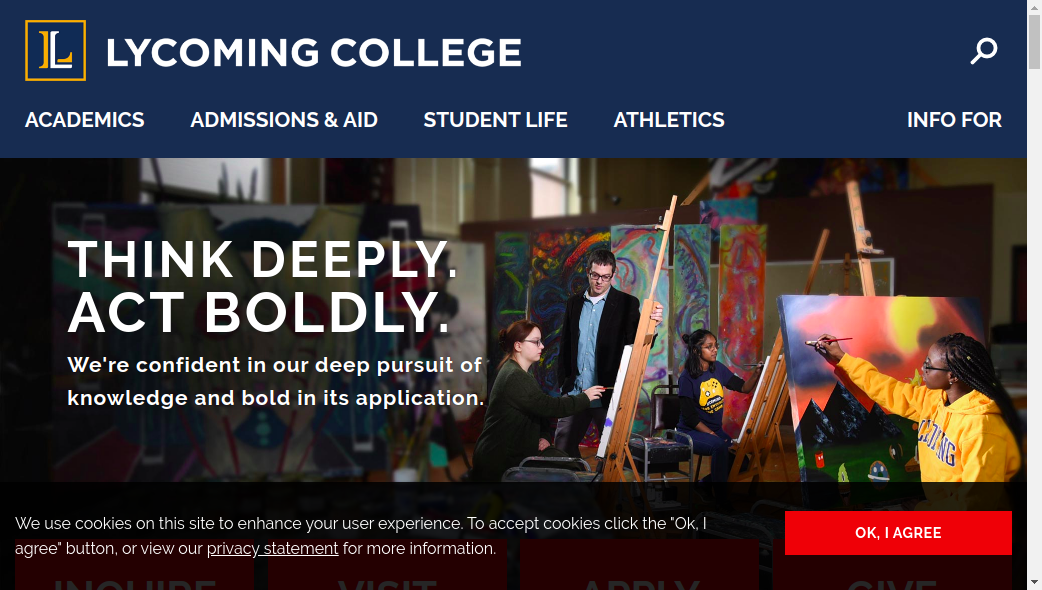 LYCOMING COLLEGE
ACADEMICS ADMISSIONS & AID STUDENT LIFE ATHLETICS INFO FOR
THINK DEEPLY.
ACT BOLDLY.
We're confident in our deep pursuit of
knowledge and bold in its application.
We use cookies on this site to enhance your user experience. To accept cookies click the "Ok, I
agree" button, or view our privacy statement for more information.
OK, I AGREE
INQUIRE VISIT APPLY GIVE